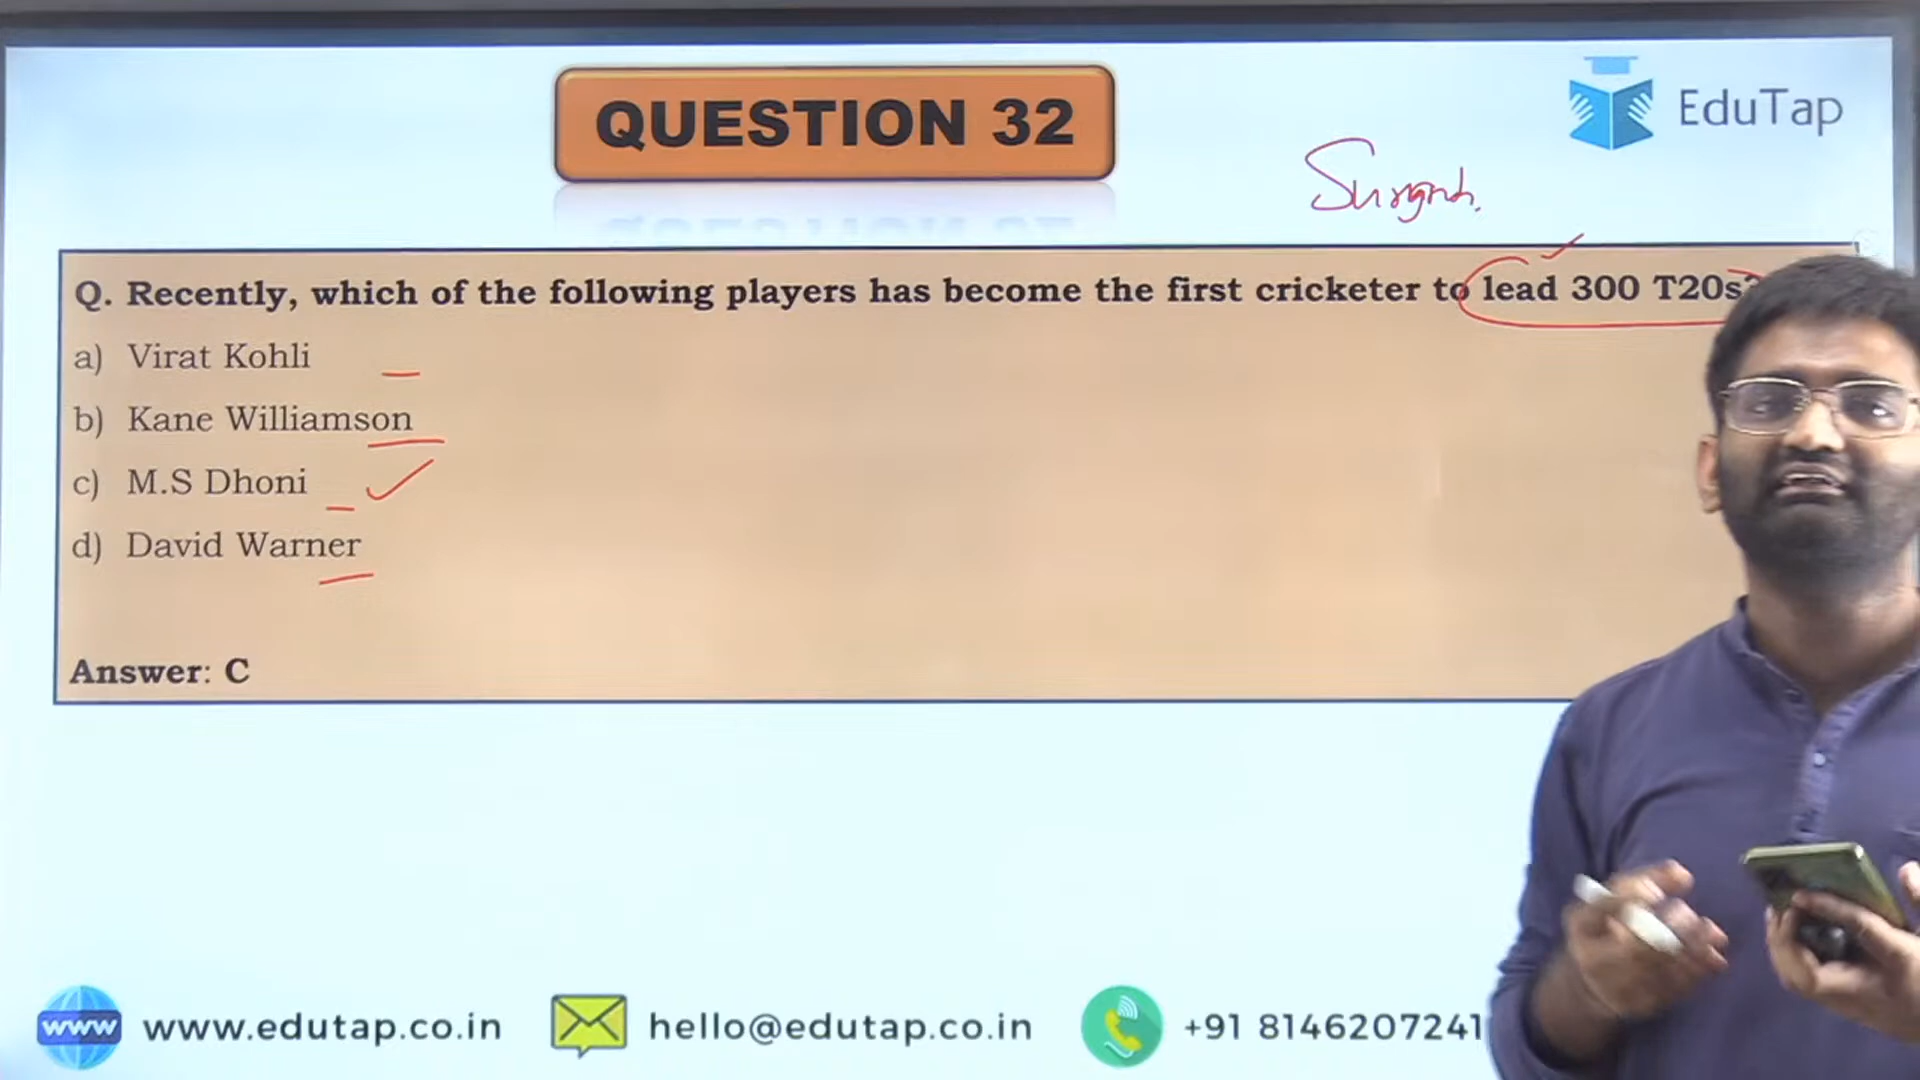 QUESTION 32
EduTap
Q. Recently, which of the following players has become the first cricketer to lead 300 T20s?
a) Virat Kohli
b) Kane Williamson
c) M.S Dhoni
d) David Warner
Answer: C
www www.edutap.co.in
hello@edutap.co.in
+91 8146207241